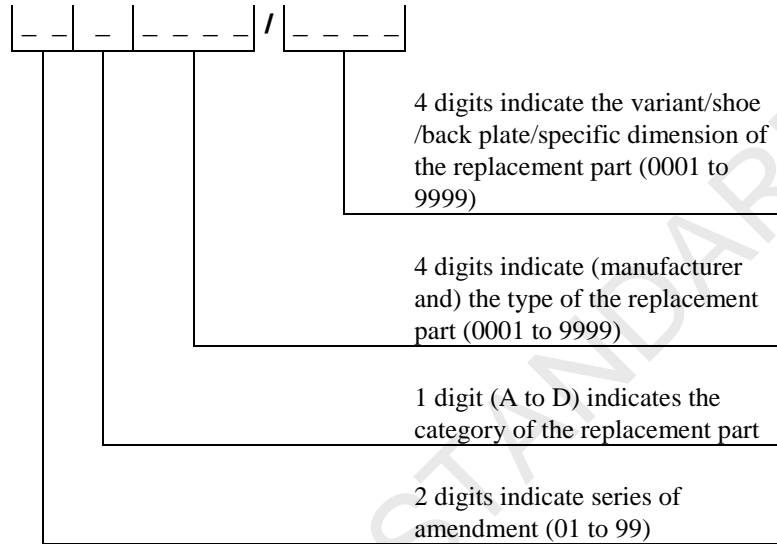 _ _ _ _ _ _ _ / _ _ _ _
4 digits indicate the variant/shoe
/back plate/specific dimension of
the replacement part (0001 to
9999)
4 digits indicate (manufacturer
and) the type of the replacement
part (0001 to 9999)
1 digit (A to D) indicates the
category of the replacement part
2 digits indicate series of
amendment (01 to 99)
STANDAR